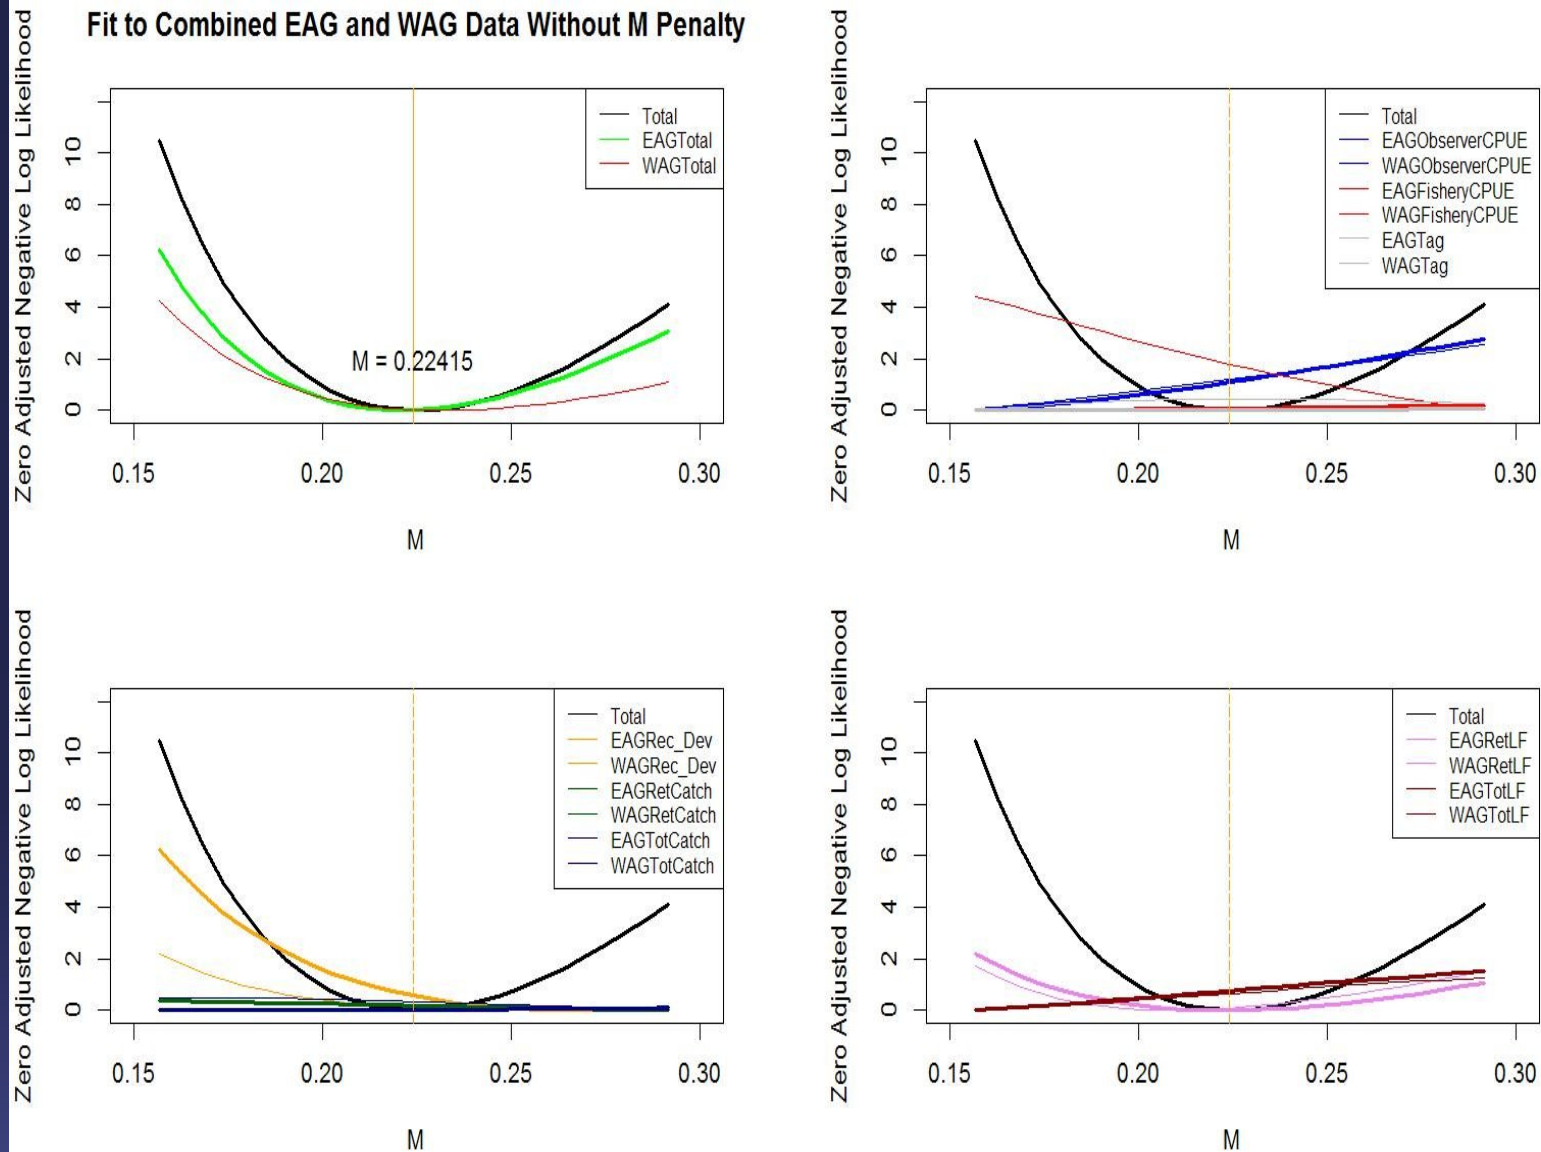 Fit to Combined EAG and WAG Data Without M Penalty
Zero Adjusted Negative Log Likelihood
0 2 4 6 8 10
Total
EAGTotal
WAGTotal
M = 0.22415
0.15 0.20 0.25 0.30
M
Zero Adjusted Negative Log Likelihood
0 2 4 6 8 10
Total
EAGObserverCPUE
WAGObserverCPUE
EAGFisheryCPUE
WAGFisheryCPUE
EAGTag
WAGTag
0.15 0.20 0.25 0.30
M
Zero Adjusted Negative Log Likelihood
0 2 4 6 8 10
Total
EAGRec_Dev
WAGRec_Dev
EAGRetCatch
WAGRetCatch
EAGTotCatch
WAGTotCatch
0.15 0.20 0.25 0.30
M
Zero Adjusted Negative Log Likelihood
0 2 4 6 8 10
Total
EAGRetLF
WAGRetLF
EAGTotLF
WAGTotLF
0.15 0.20 0.25 0.30
M